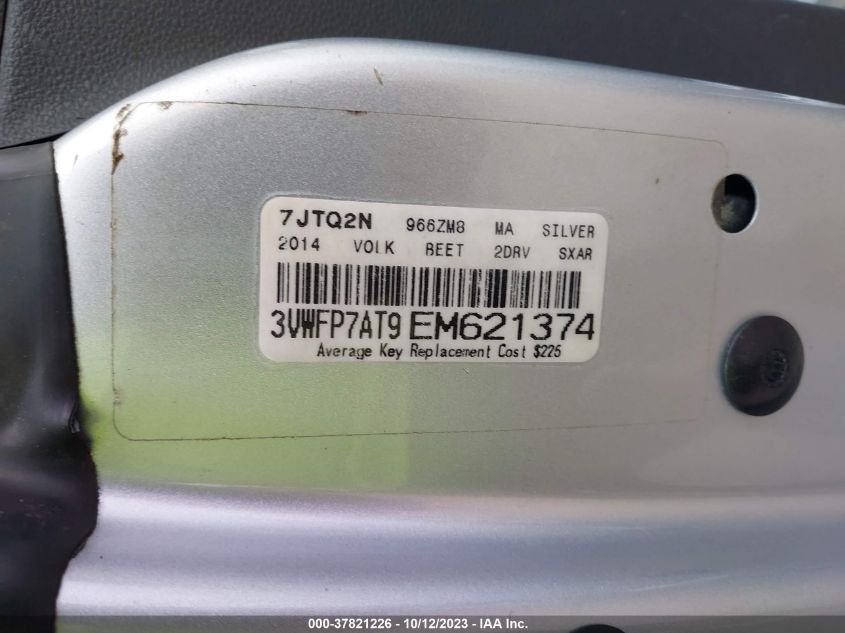 7JTQ2N 966ZM8 MA SILVER
2014 VOLK BEET 2DRV SXAR
3VWFP7AT9EM621374
Average Key Replacement Cost $225
000-37821226 - 10/12/2023 - IAA Inc.